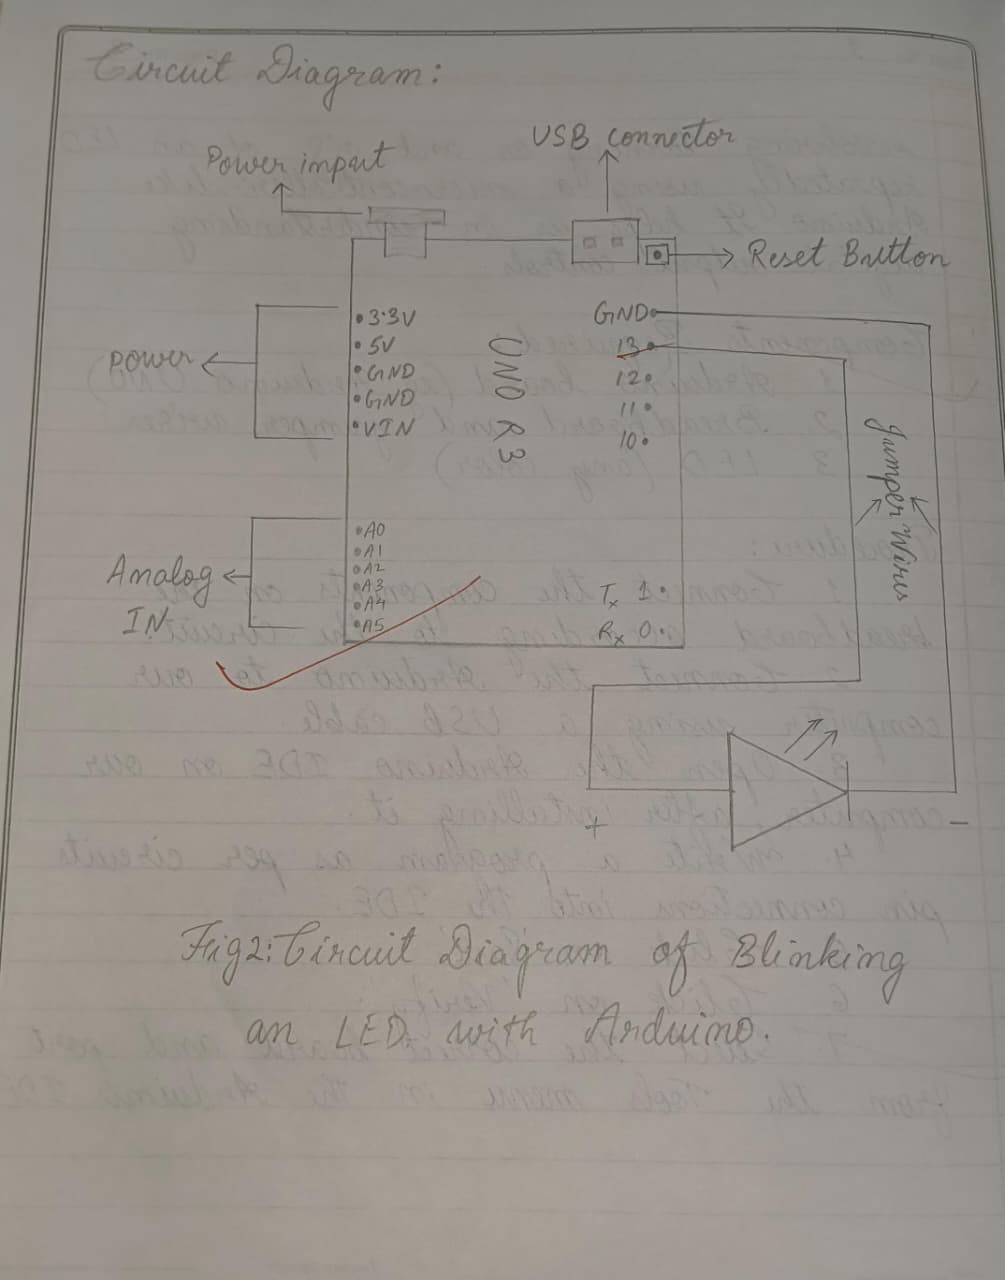 Circuit Diagram:
USB connector
Power input
Reset Button
Power
3.3V
5V
GND
GND
VIN
UNO R3
GND
13
12
11
10
Jumper Wires
Analog
IN
A0
A1
A2
A3
A4
A5
Tx 1
Rx 0
+
-
Fig2: Circuit Diagram of Blinking
an LED with Arduino.